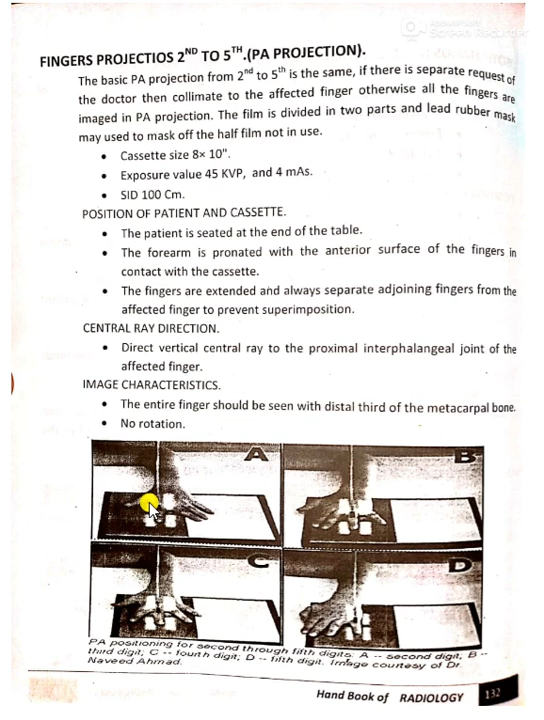 Screen Recorder
FINGERS PROJECTIOS 2ND TO 5TH.(PA PROJECTION).
The basic PA projection from 2nd to 5th is the same, if there is separate request of
the doctor then collimate to the affected finger otherwise all the fingers are
imaged in PA projection. The film is divided in two parts and lead rubber mask
may used to mask off the half film not in use.
• Cassette size 8× 10".
• Exposure value 45 KVP, and 4 mAs.
• SID 100 Cm.
POSITION OF PATIENT AND CASSETTE.
• The patient is seated at the end of the table.
• The forearm is pronated with the anterior surface of the fingers in
contact with the cassette.
• The fingers are extended and always separate adjoining fingers from the
affected finger to prevent superimposition.
CENTRAL RAY DIRECTION.
• Direct vertical central ray to the proximal interphalangeal joint of the
affected finger.
IMAGE CHARACTERISTICS.
• The entire finger should be seen with distal third of the metacarpal bone.
• No rotation.
A
B
C
D
PA positioning for second through fifth digits: A -- second digit, B --
third digit; C -- fourth digit; D -- fifth digit. Image courtesy of Dr.
Naveed Ahmad.
Hand Book of RADIOLOGY 132